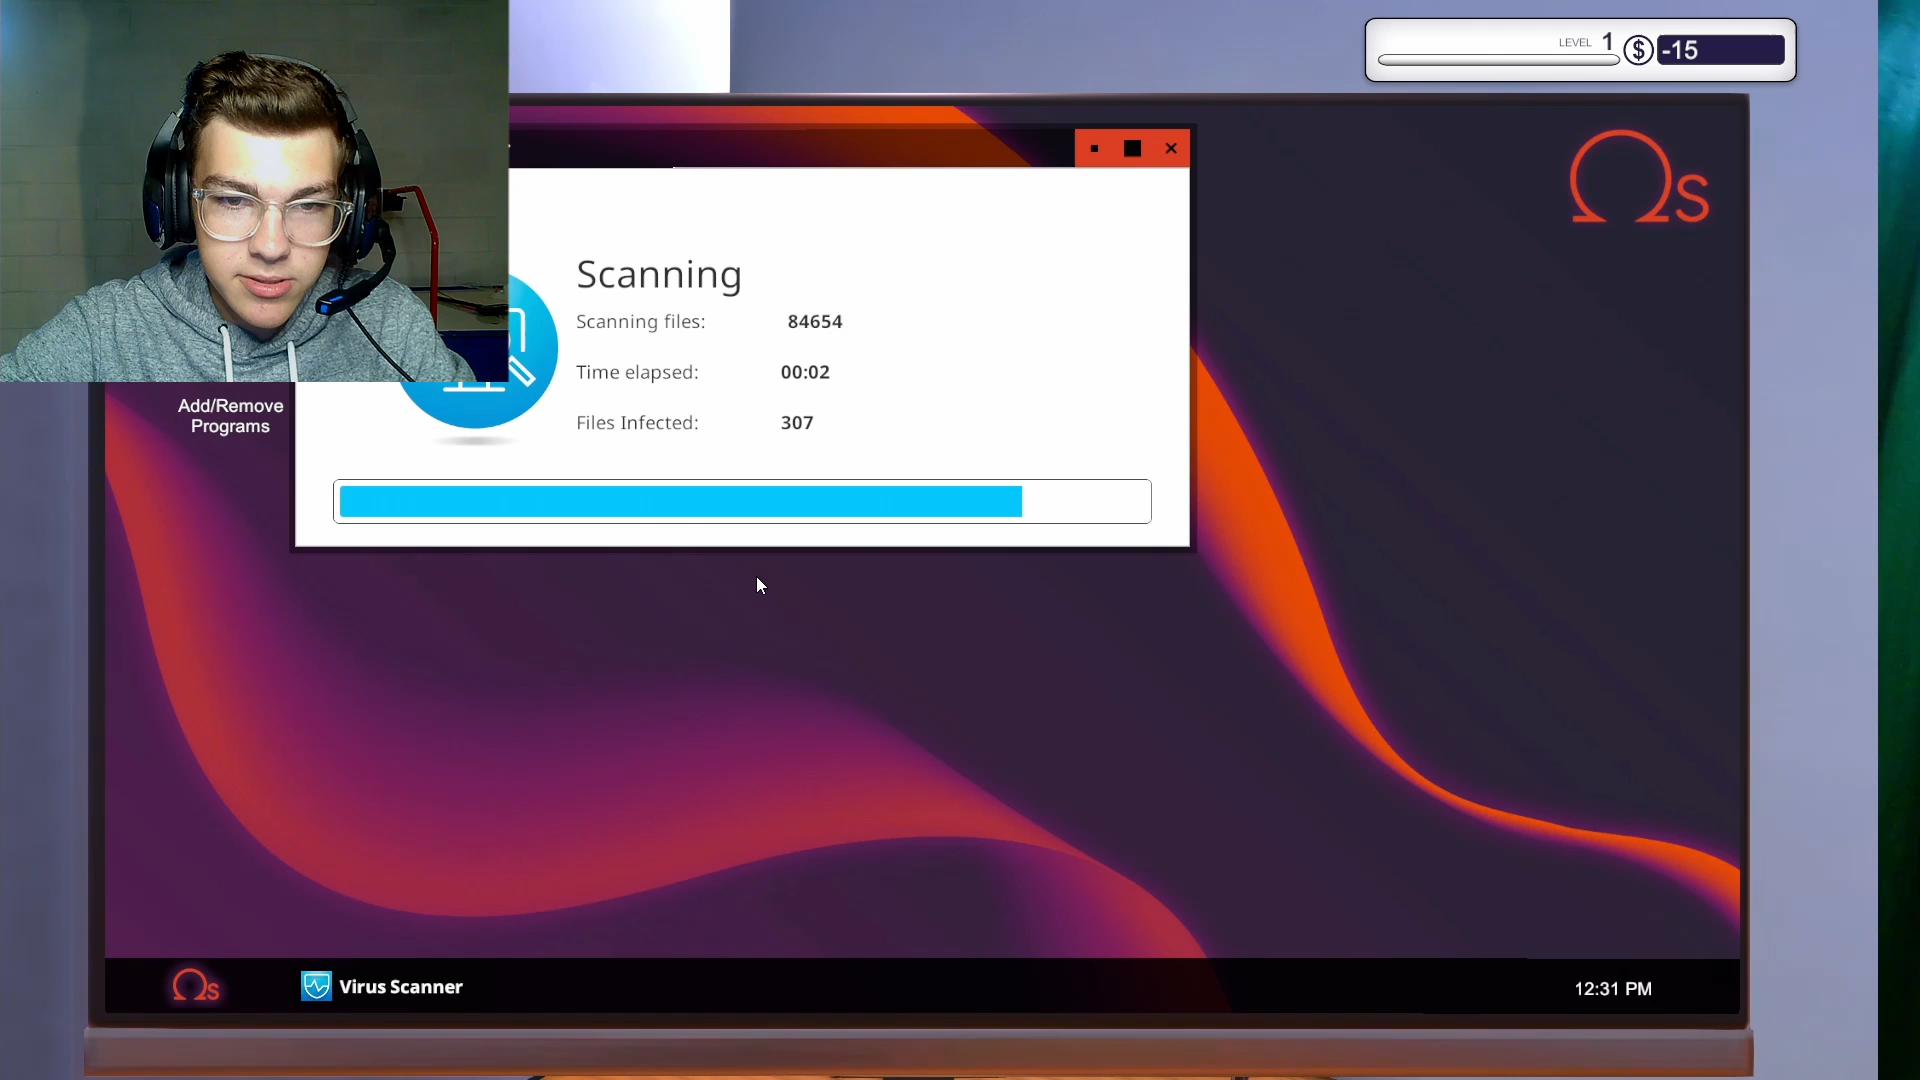 LEVEL 1 $ -15
Ωs
Scanning
Scanning files: 84654
Time elapsed: 00:02
Files Infected: 307
Add/Remove
Programs
Ωs Virus Scanner 12:31 PM